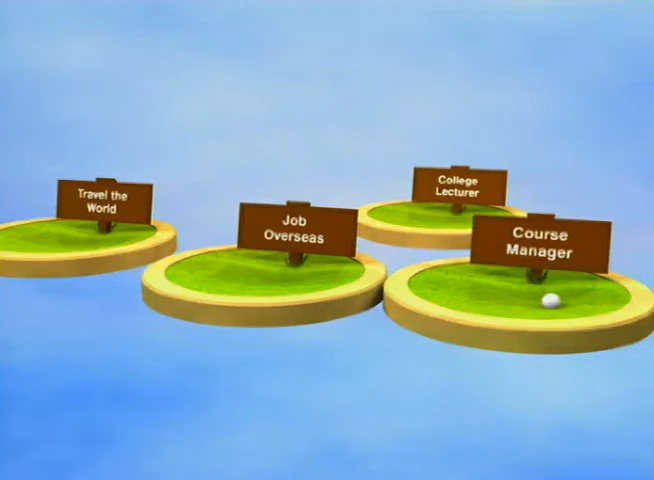 Travel the
World
Job
Overseas
College
Lecturer
Course
Manager